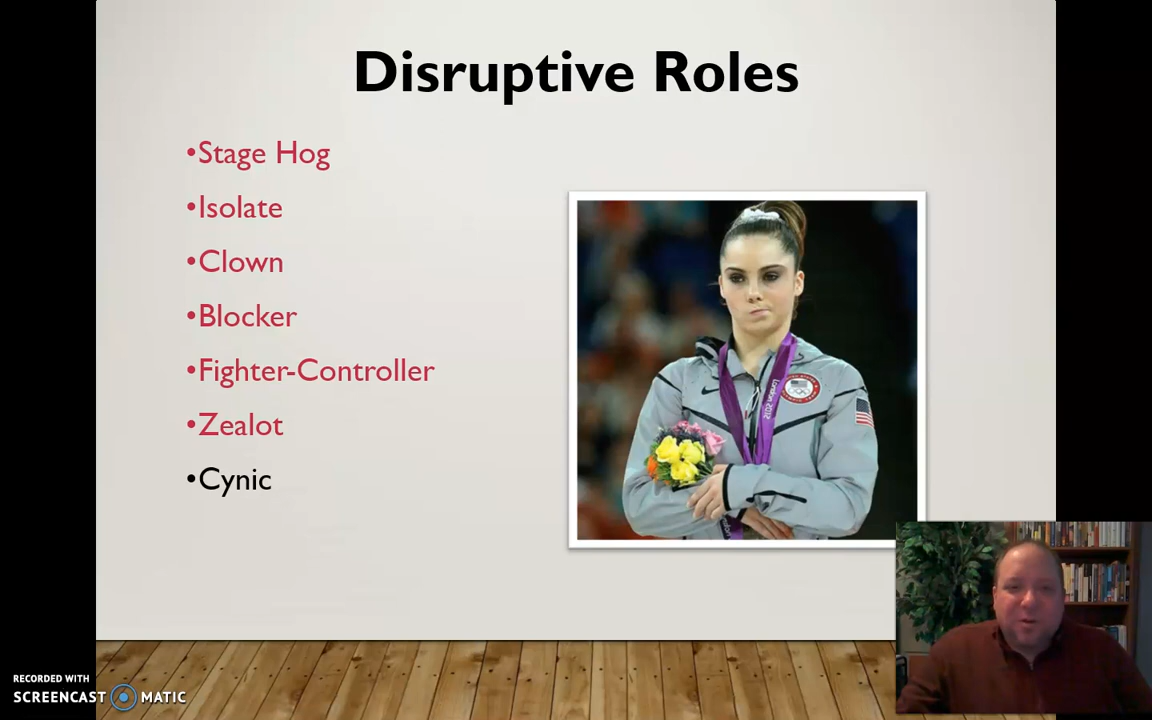 Disruptive Roles
•Stage Hog
•Isolate
•Clown
•Blocker
•Fighter-Controller
•Zealot
•Cynic
London 2012
RECORDED WITH
SCREENCAST MATIC